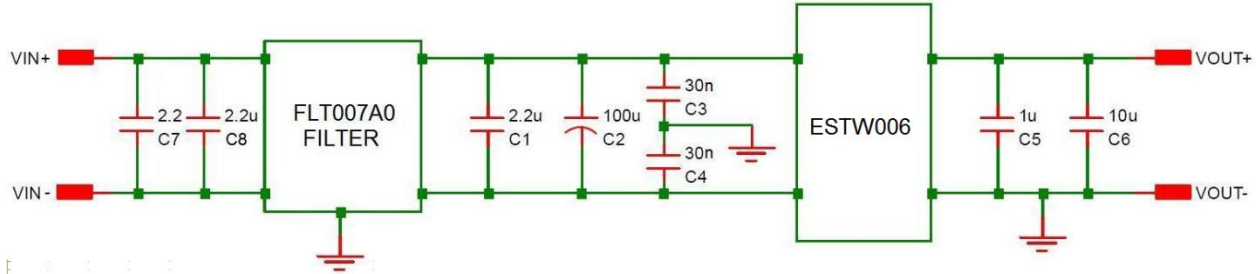 VIN+
VOUT+
2.2
C7
2.2u
C8
FLT007A0
FILTER
2.2u
C1
100u
C2
30n
C3
30n
C4
ESTW006
1u
C5
10u
C6
VIN-
VOUT-